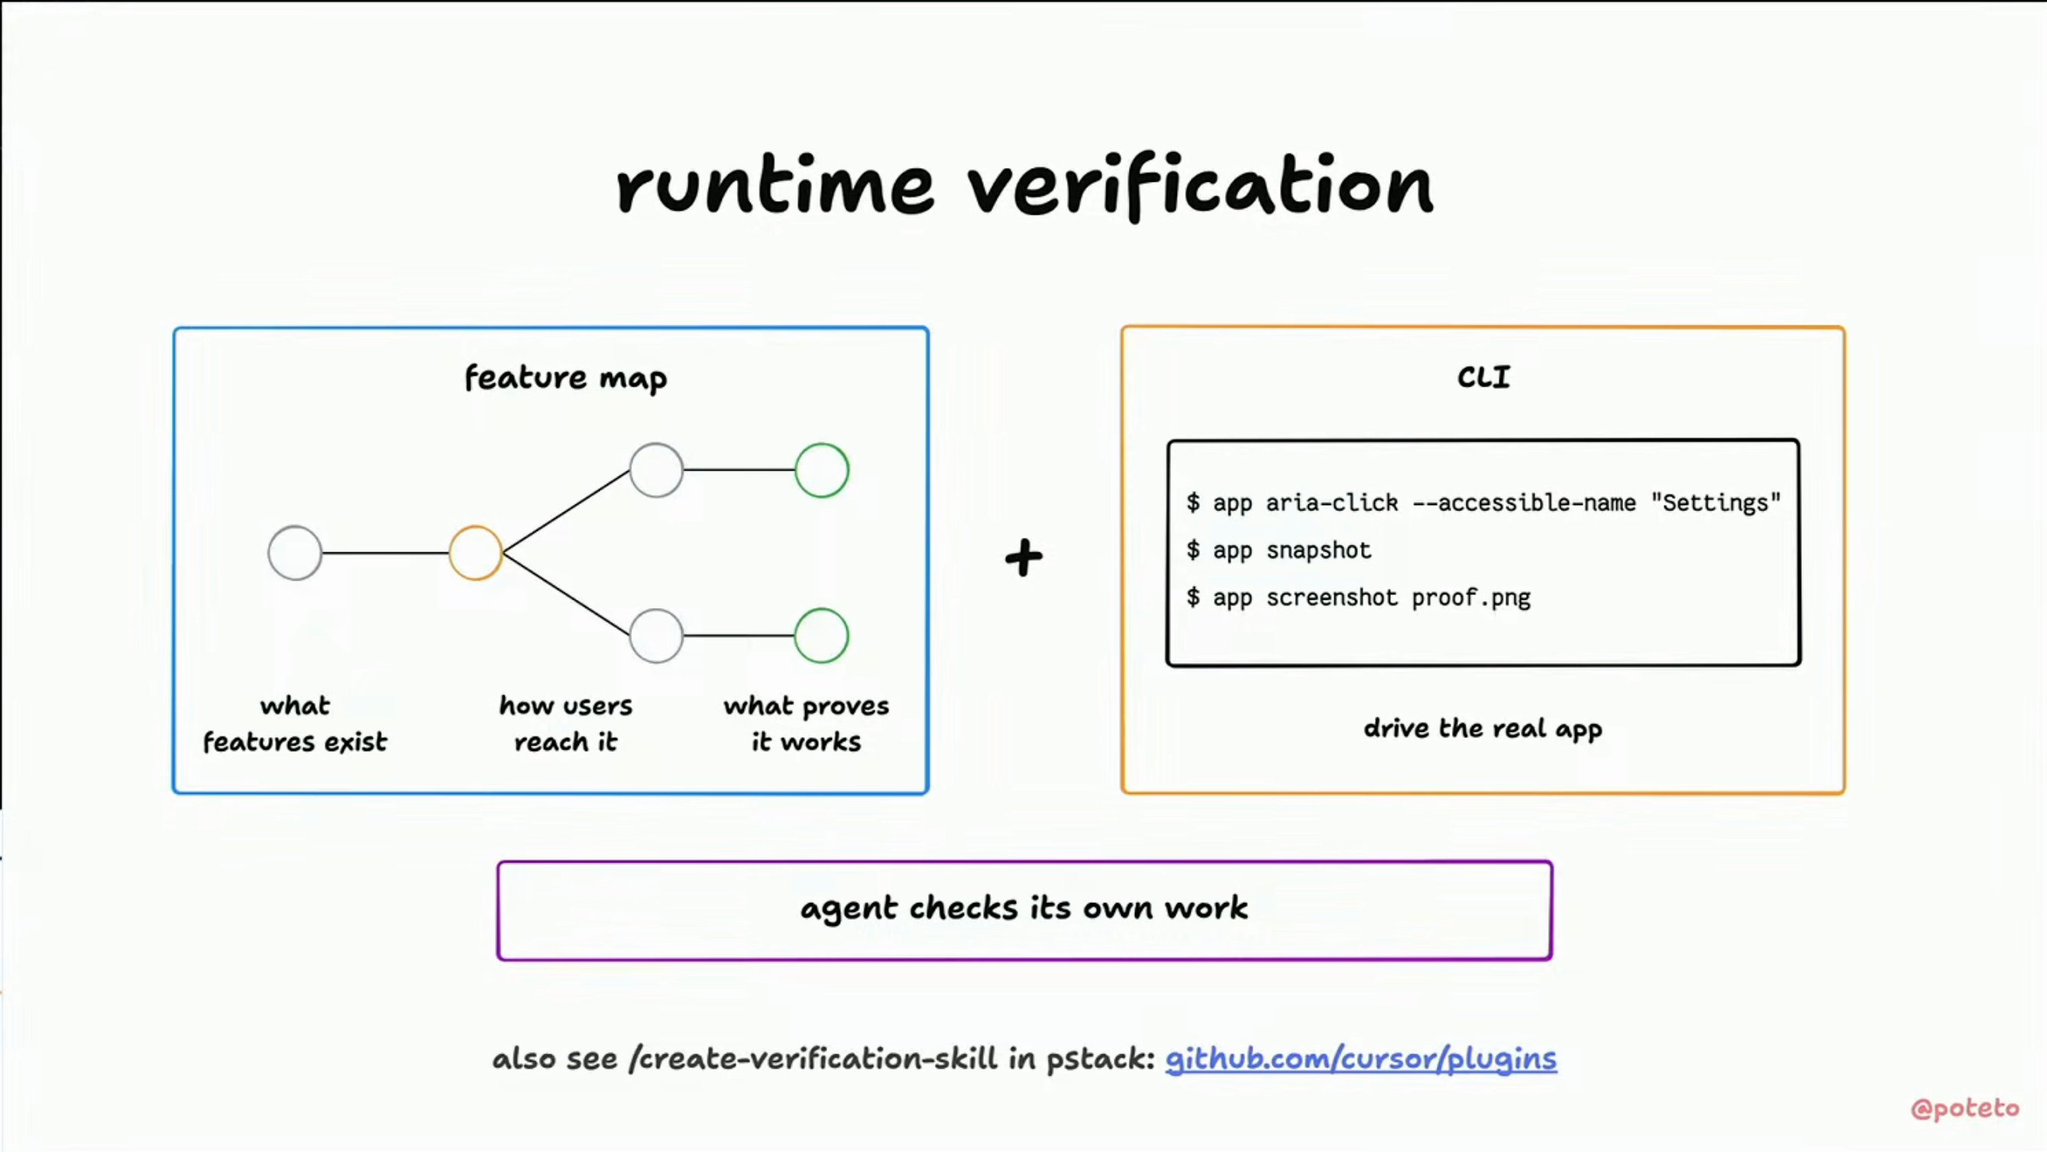 runtime verification
feature map
what
features exist
how users
reach it
what proves
it works
+
CLI
$ app aria-click --accessible-name "Settings"
$ app snapshot
$ app screenshot proof.png
drive the real app
agent checks its own work
also see /create-verification-skill in pstack: github.com/cursor/plugins
@poteto